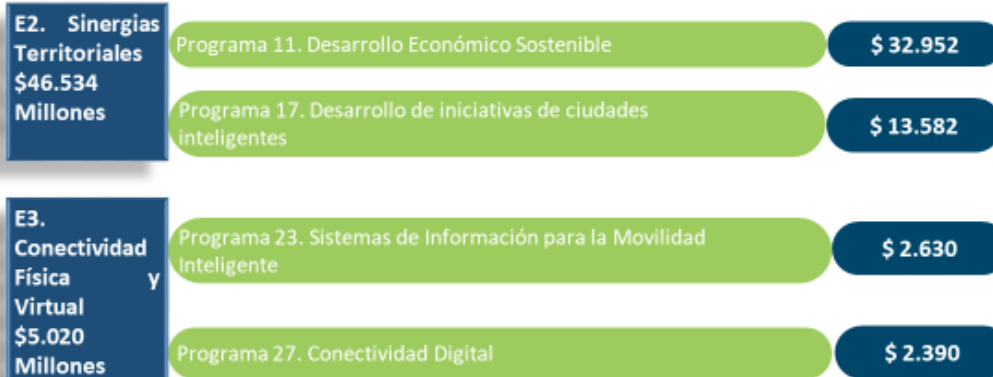 E2. Sinergias
Territoriales
$46.534
Millones
Programa 11. Desarrollo Económico Sostenible
$ 32.952
Programa 17. Desarrollo de iniciativas de ciudades
inteligentes
$ 13.582
E3.
Conectividad
Física y
Virtual
$5.020
Millones
Programa 23. Sistemas de Información para la Movilidad
Inteligente
$ 2.630
Programa 27. Conectividad Digital
$ 2.390